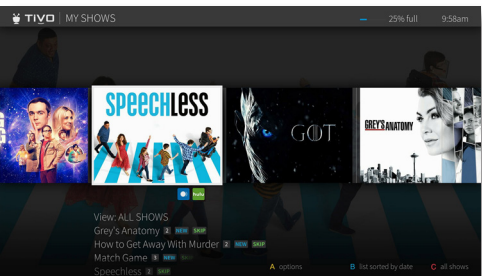 TIVO MY SHOWS 25% full 9:58am
SPEECHLESS
GOT
GREY'S ANATOMY
hulu
View: ALL SHOWS
Grey's Anatomy 2 NEW SKIP
How to Get Away With Murder 2 NEW SKIP
Match Game 3 NEW SKIP
Speechless 2 SKIP
A options B list sorted by date C all shows